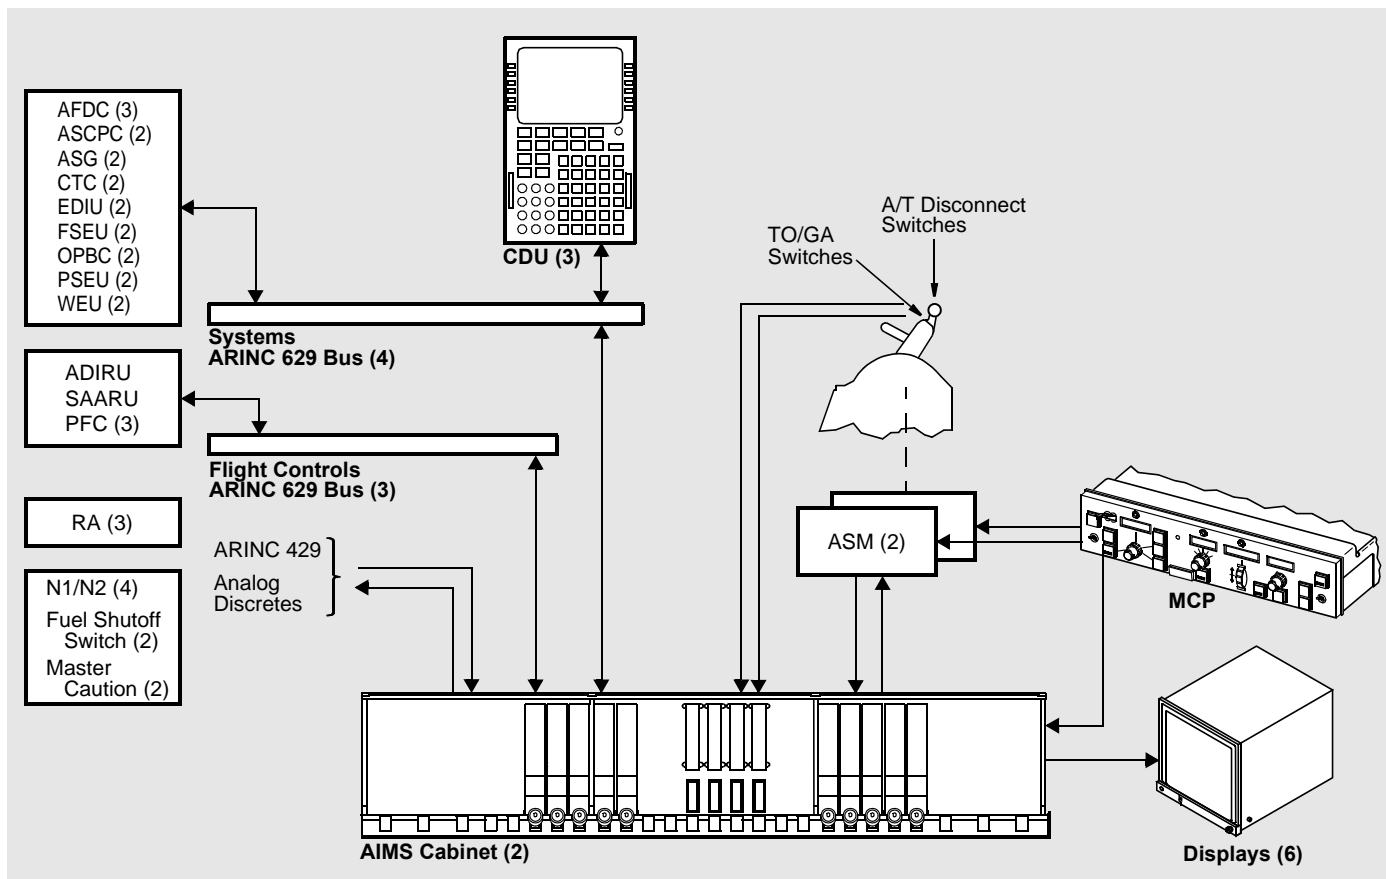 AFDC (3)
ASCPC (2)
ASG (2)
CTC (2)
EDIU (2)
FSEU (2)
OPBC (2)
PSEU (2)
WEU (2)
CDU (3)
A/T Disconnect
Switches
TO/GA
Switches
Systems
ARINC 629 Bus (4)
ADIRU
SAARU
PFC (3)
Flight Controls
ARINC 629 Bus (3)
RA (3)
ARINC 429
Analog
Discretes
N1/N2 (4)
Fuel Shutoff
Switch (2)
Master
Caution (2)
ASM (2)
MCP
AIMS Cabinet (2)
Displays (6)